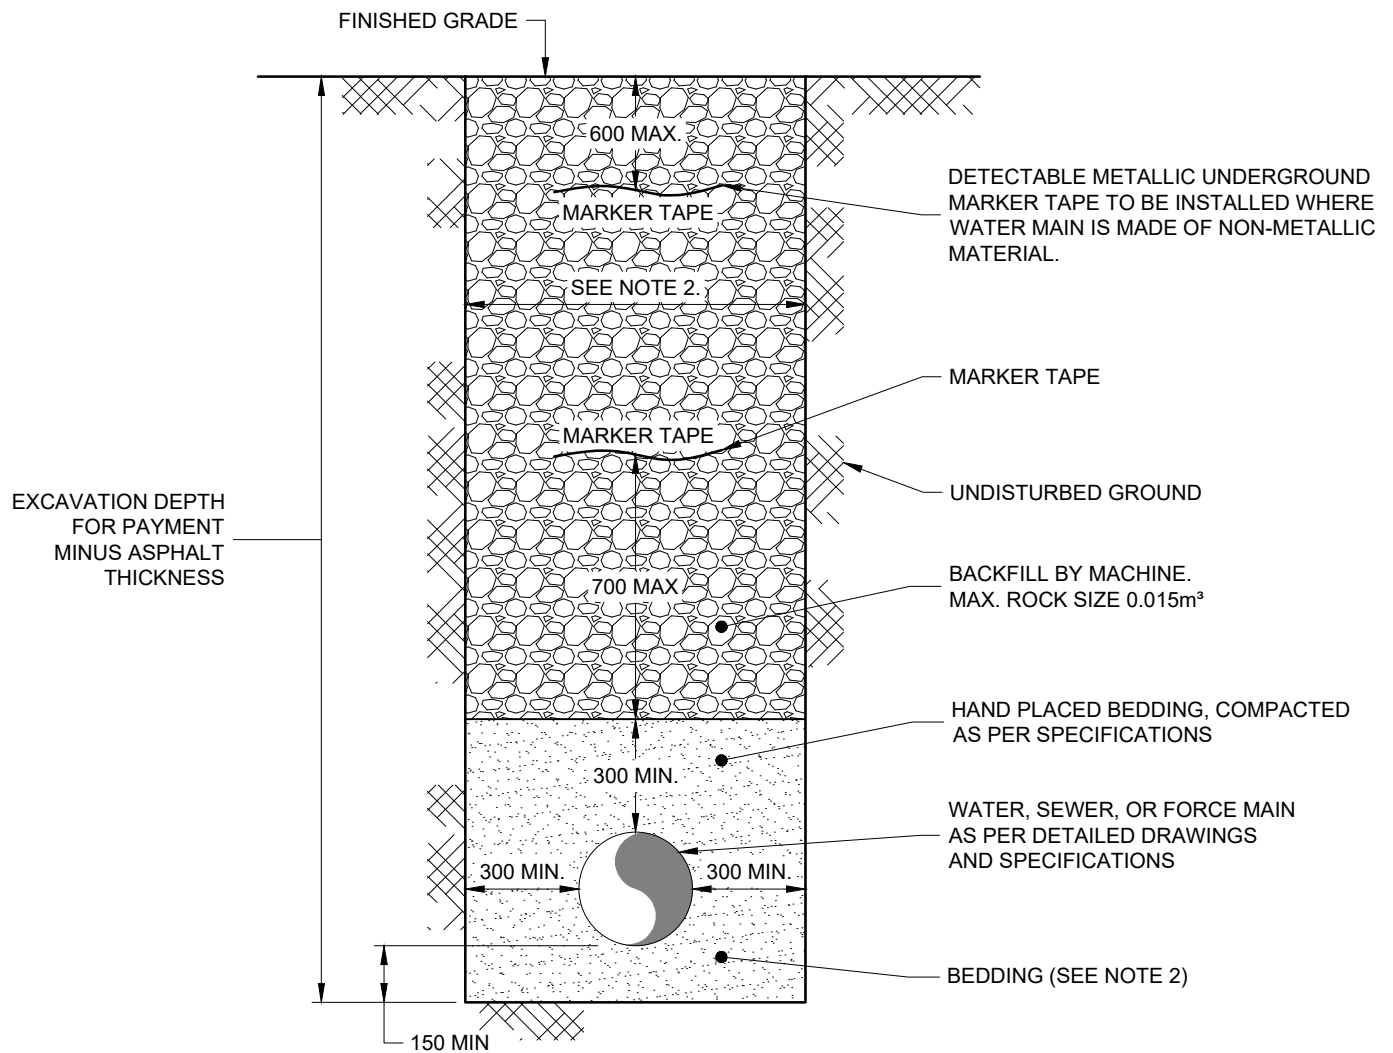 FINISHED GRADE
600 MAX.
MARKER TAPE
DETECTABLE METALLIC UNDERGROUND
MARKER TAPE TO BE INSTALLED WHERE
WATER MAIN IS MADE OF NON-METALLIC
MATERIAL.
SEE NOTE 2.
MARKER TAPE
MARKER TAPE
UNDISTURBED GROUND
EXCAVATION DEPTH
FOR PAYMENT
MINUS ASPHALT
THICKNESS
700 MAX
BACKFILL BY MACHINE.
MAX. ROCK SIZE 0.015m³
HAND PLACED BEDDING, COMPACTED
AS PER SPECIFICATIONS
300 MIN.
WATER, SEWER, OR FORCE MAIN
AS PER DETAILED DRAWINGS
AND SPECIFICATIONS
300 MIN.
300 MIN.
BEDDING (SEE NOTE 2)
150 MIN